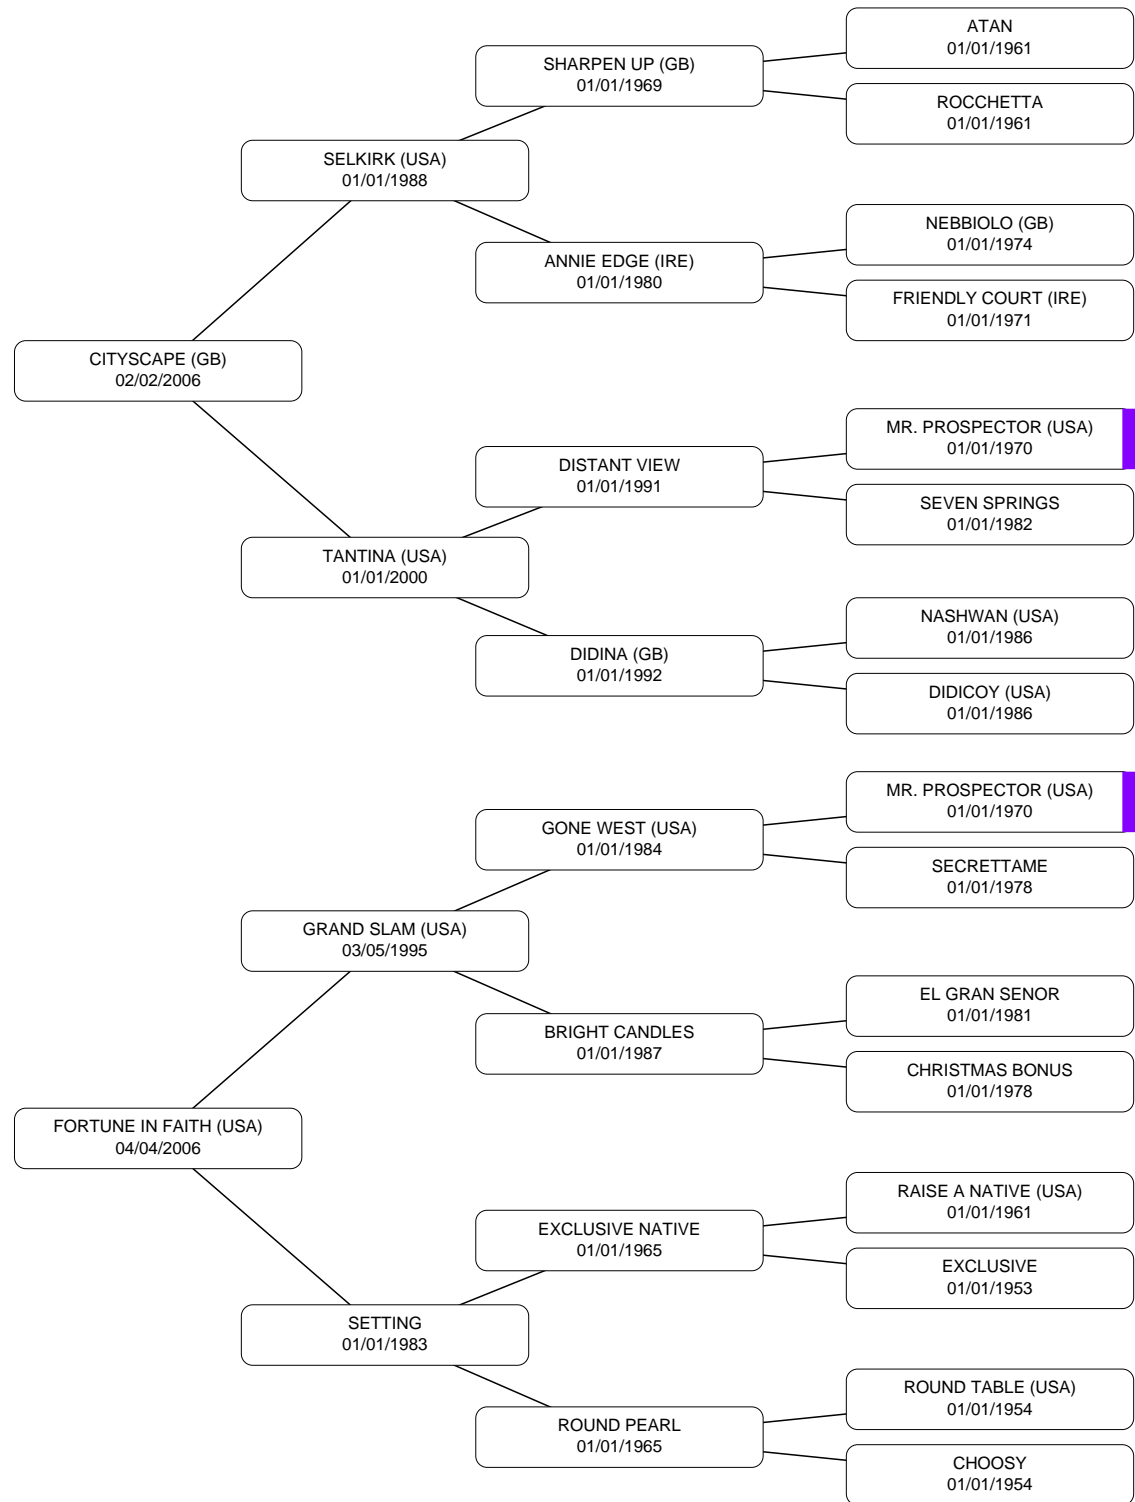 ATAN
01/01/1961
SHARPEN UP (GB)
01/01/1969
ROCCHETTA
01/01/1961
SELKIRK (USA)
01/01/1988
NEBBIOLO (GB)
01/01/1974
ANNIE EDGE (IRE)
01/01/1980
FRIENDLY COURT (IRE)
01/01/1971
CITYSCAPE (GB)
02/02/2006
MR. PROSPECTOR (USA)
01/01/1970
DISTANT VIEW
01/01/1991
SEVEN SPRINGS
01/01/1982
TANTINA (USA)
01/01/2000
NASHWAN (USA)
01/01/1986
DIDINA (GB)
01/01/1992
DIDICOY (USA)
01/01/1986
MR. PROSPECTOR (USA)
01/01/1970
GONE WEST (USA)
01/01/1984
SECRETTAME
01/01/1978
GRAND SLAM (USA)
03/05/1995
EL GRAN SENOR
01/01/1981
BRIGHT CANDLES
01/01/1987
CHRISTMAS BONUS
01/01/1978
FORTUNE IN FAITH (USA)
04/04/2006
RAISE A NATIVE (USA)
01/01/1961
EXCLUSIVE NATIVE
01/01/1965
EXCLUSIVE
01/01/1953
SETTING
01/01/1983
ROUND TABLE (USA)
01/01/1954
ROUND PEARL
01/01/1965
CHOOSY
01/01/1954